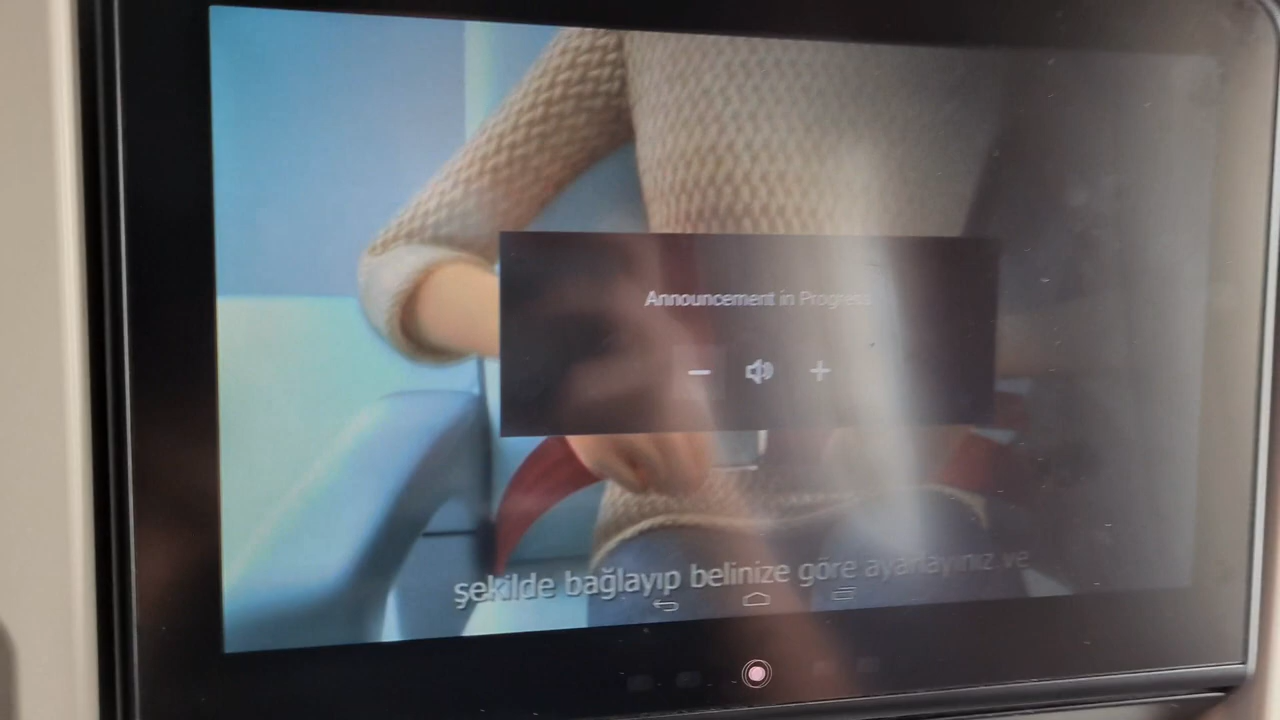 Announcement in Progress
şekilde bağlayıp belinize göre ayarlayınız ve